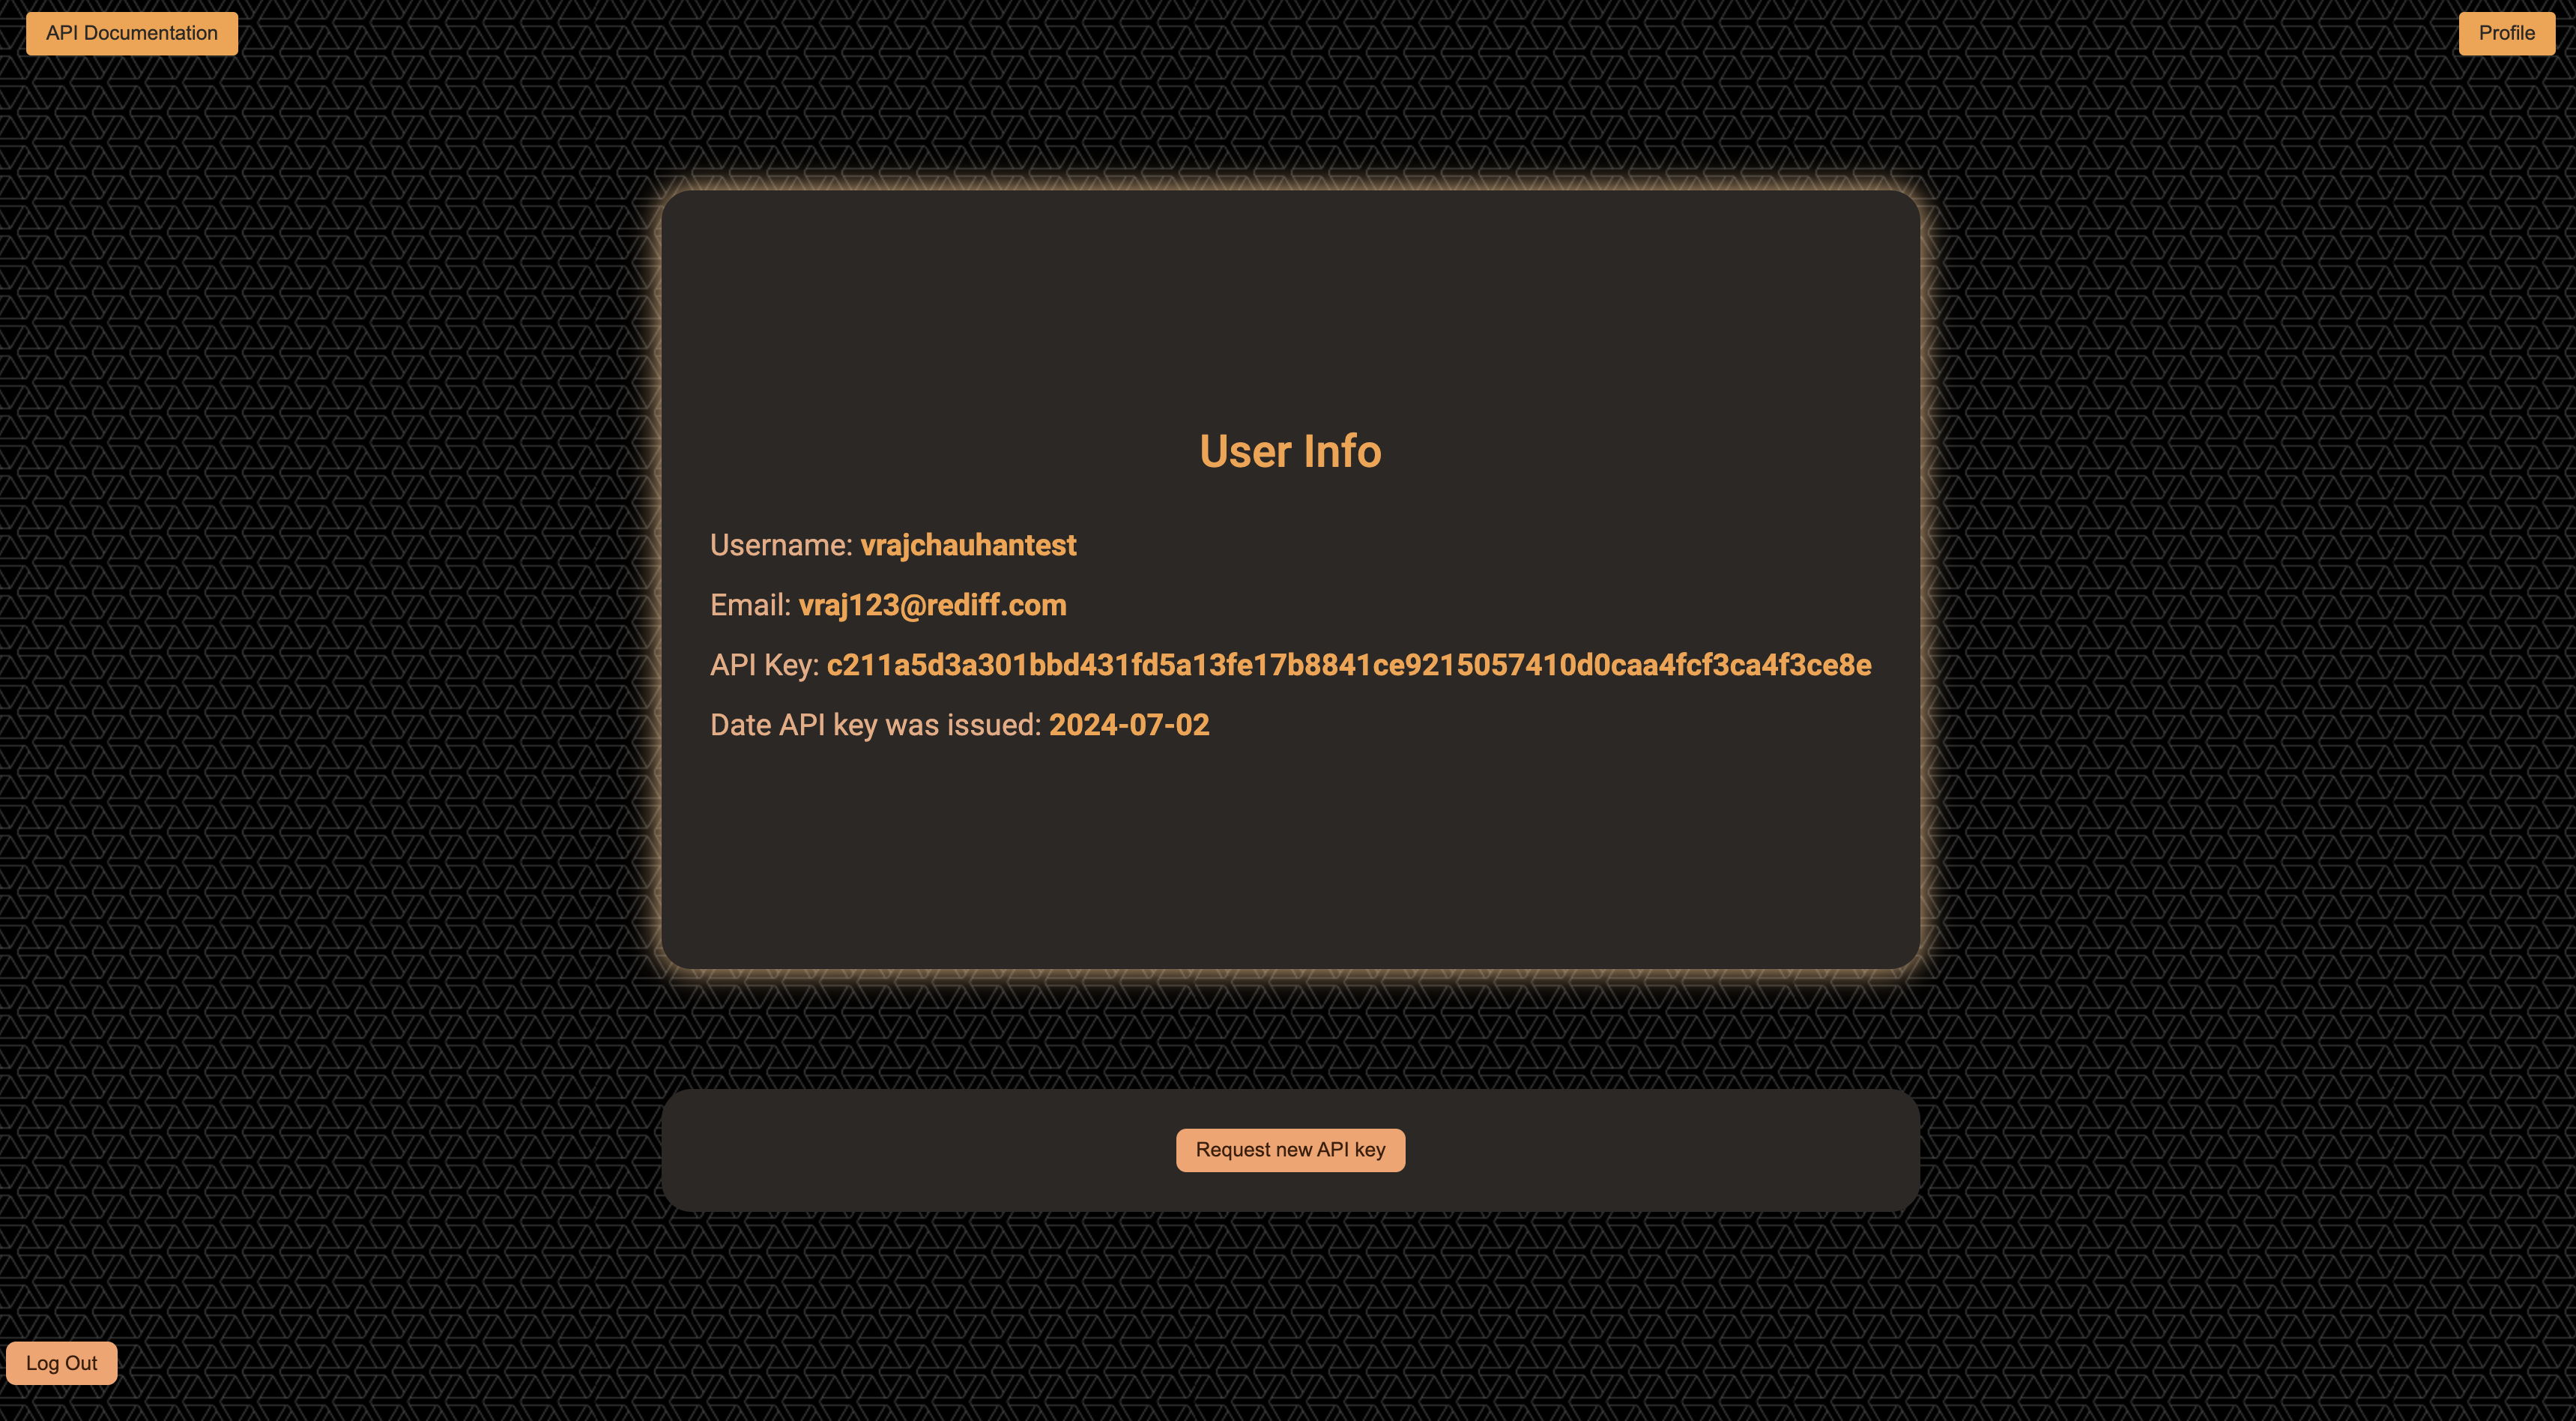 API Documentation
Profile
User Info
Username: vrajchauhantest
Email: vraj123@rediff.com
API Key: c211a5d3a301bbd431fd5a13fe17b8841ce9215057410d0caa4fcf3ca4f3ce8e
Date API key was issued: 2024-07-02
Request new API key
Log Out